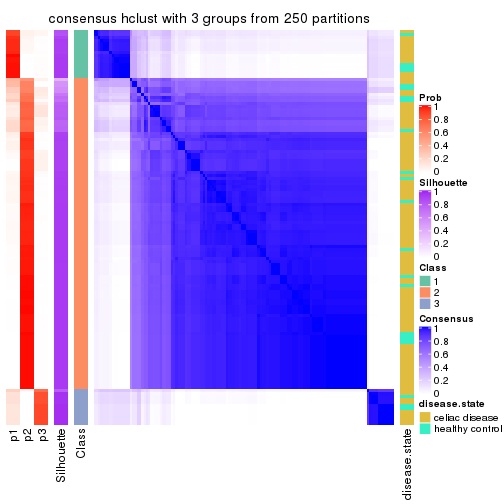 consensus hclust with 3 groups from 250 partitions
Prob
1
0.8
0.6
0.4
0.2
0
Silhouette
1
0.8
0.6
0.4
0.2
0
Class
1
2
3
Consensus
1
0.8
0.6
0.4
0.2
0
disease.state
celiac disease
healthy control
p1
p2
p3
Silhouette
Class
disease.state